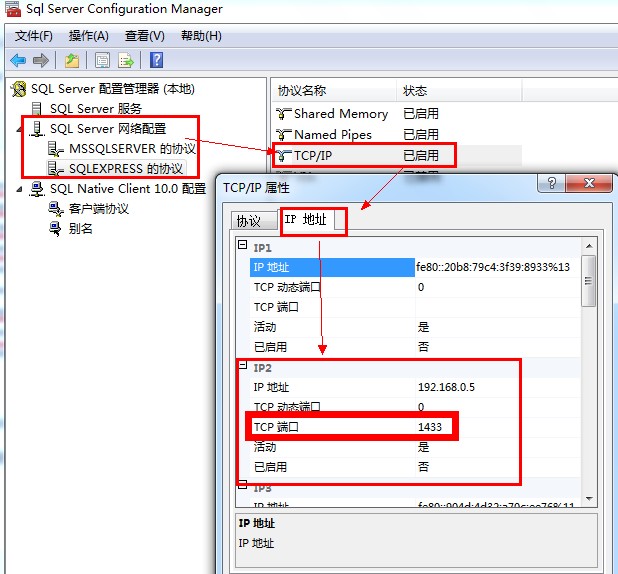 Sql Server Configuration Manager
文件(F) 操作(A) 查看(V) 帮助(H)
SQL Server 配置管理器 (本地)
SQL Server 服务
SQL Server 网络配置
MSSQLSERVER 的协议
SQLEXPRESS 的协议
SQL Native Client 10.0 配置
客户端协议
别名
协议名称 状态
Shared Memory 已启用
Named Pipes 已启用
TCP/IP 已启用
TCP/IP 属性
协议 IP 地址
IP1
IP 地址 fe80::20b8:79c4:3f39:8933%13
TCP 动态端口 0
TCP 端口
活动 是
已启用 否
IP2
IP 地址 192.168.0.5
TCP 动态端口 0
TCP 端口 1433
活动 是
已启用 否
IP3
IP 地址
IP 地址
IP 地址